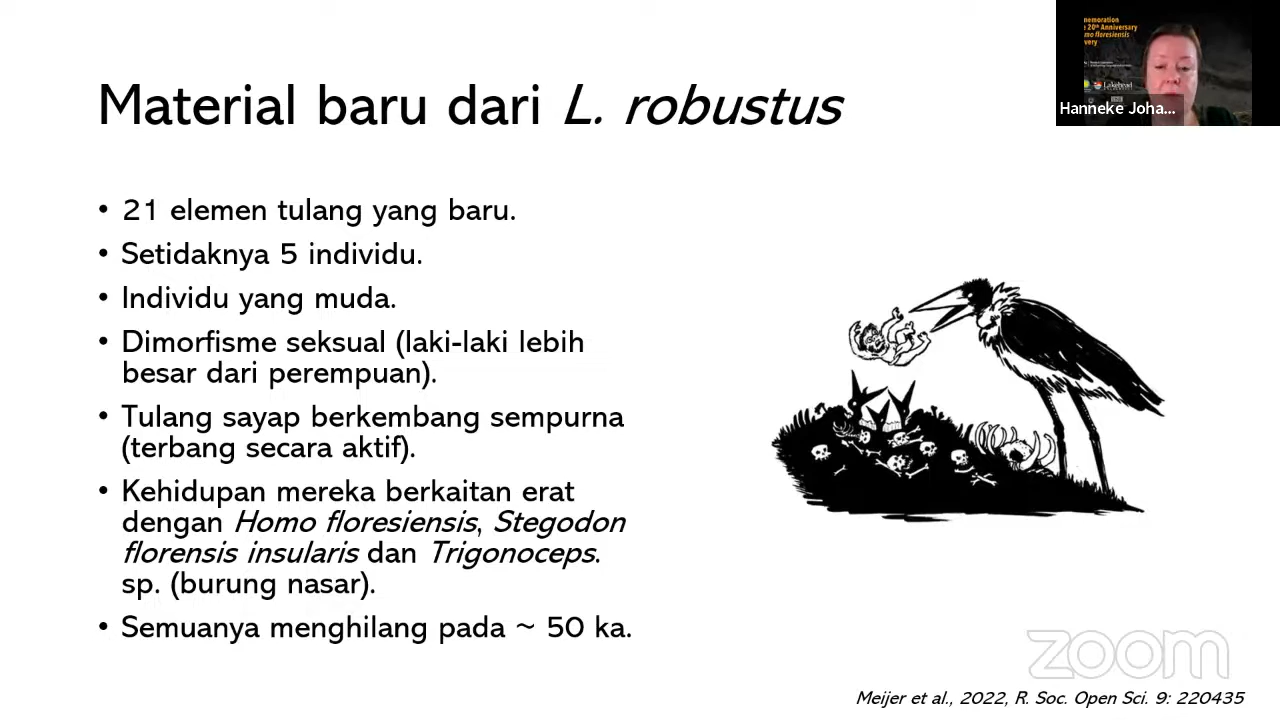 Material baru dari L. robustus
• 21 elemen tulang yang baru.
• Setidaknya 5 individu.
• Individu yang muda.
• Dimorfisme seksual (laki-laki lebih
besar dari perempuan).
• Tulang sayap berkembang sempurna
(terbang secara aktif).
• Kehidupan mereka berkaitan erat
dengan Homo floresiensis, Stegodon
florensis insularis dan Trigonoceps.
sp. (burung nasar).
• Semuanya menghilang pada ~ 50 ka.
Meijer et al., 2022, R. Soc. Open Sci. 9: 220435
zoom
20th Anniversary
Lakehead
Hanneke Joha...